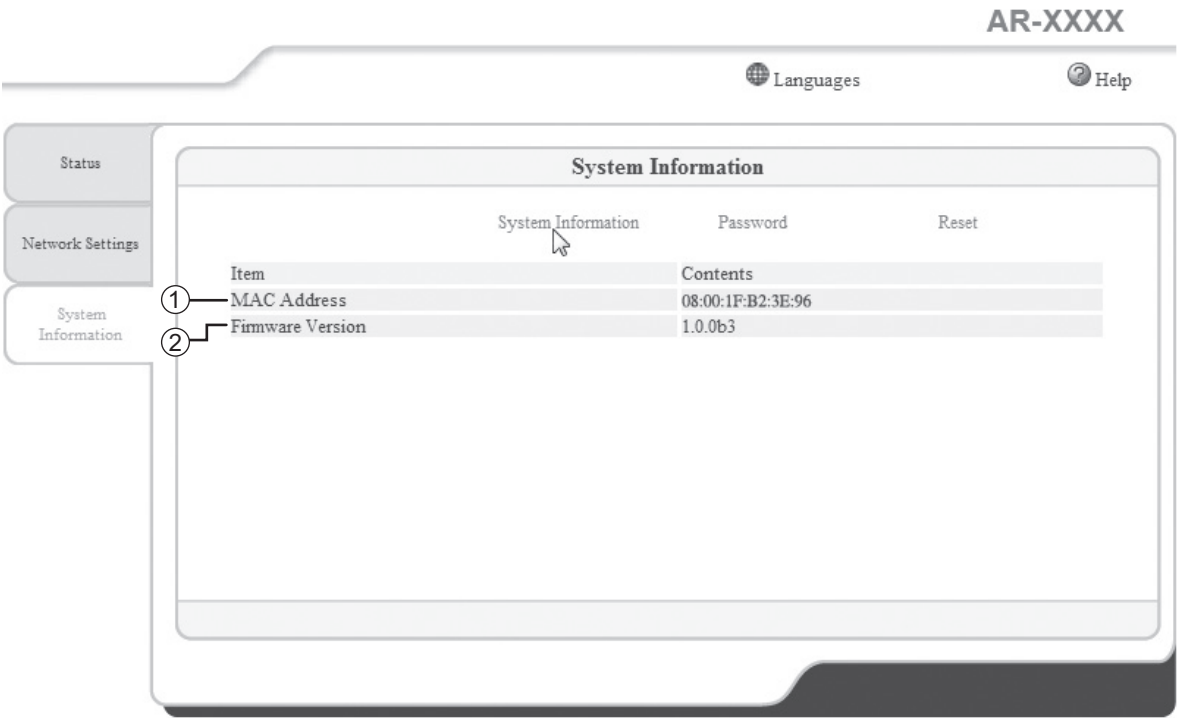 AR-XXXX
Languages
Help
Status
Network Settings
System
Information
System Information
System Information Password Reset
Item Contents
1 MAC Address 08:00:1F:B2:3E:96
2 Firmware Version 1.0.0b3